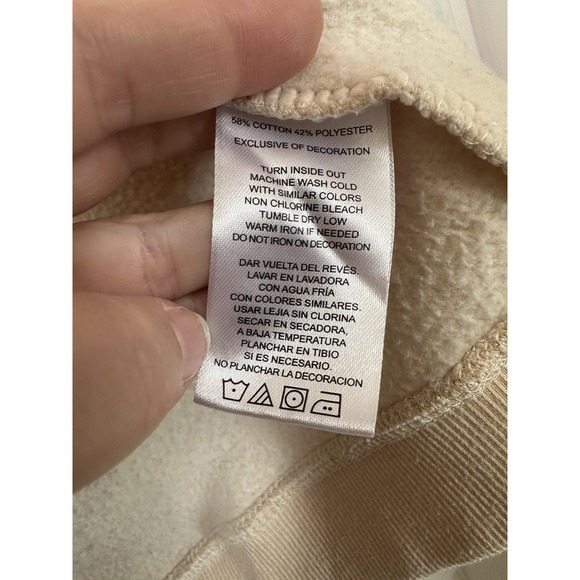 58% COTTON 42% POLYESTER
EXCLUSIVE OF DECORATION
TURN INSIDE OUT
MACHINE WASH COLD
WITH SIMILAR COLORS
NON CHLORINE BLEACH
TUMBLE DRY LOW
WARM IRON IF NEEDED
DO NOT IRON ON DECORATION
DAR VUELTA DEL REVÉS.
LAVAR EN LAVADORA
CON AGUA FRÍA
CON COLORES SIMILARES.
USAR LEJIA SIN CLORINA
SECAR EN SECADORA,
A BAJA TEMPERATURA
PLANCHAR EN TIBIO
SI ES NECESARIO.
NO PLANCHAR LA DECORACION